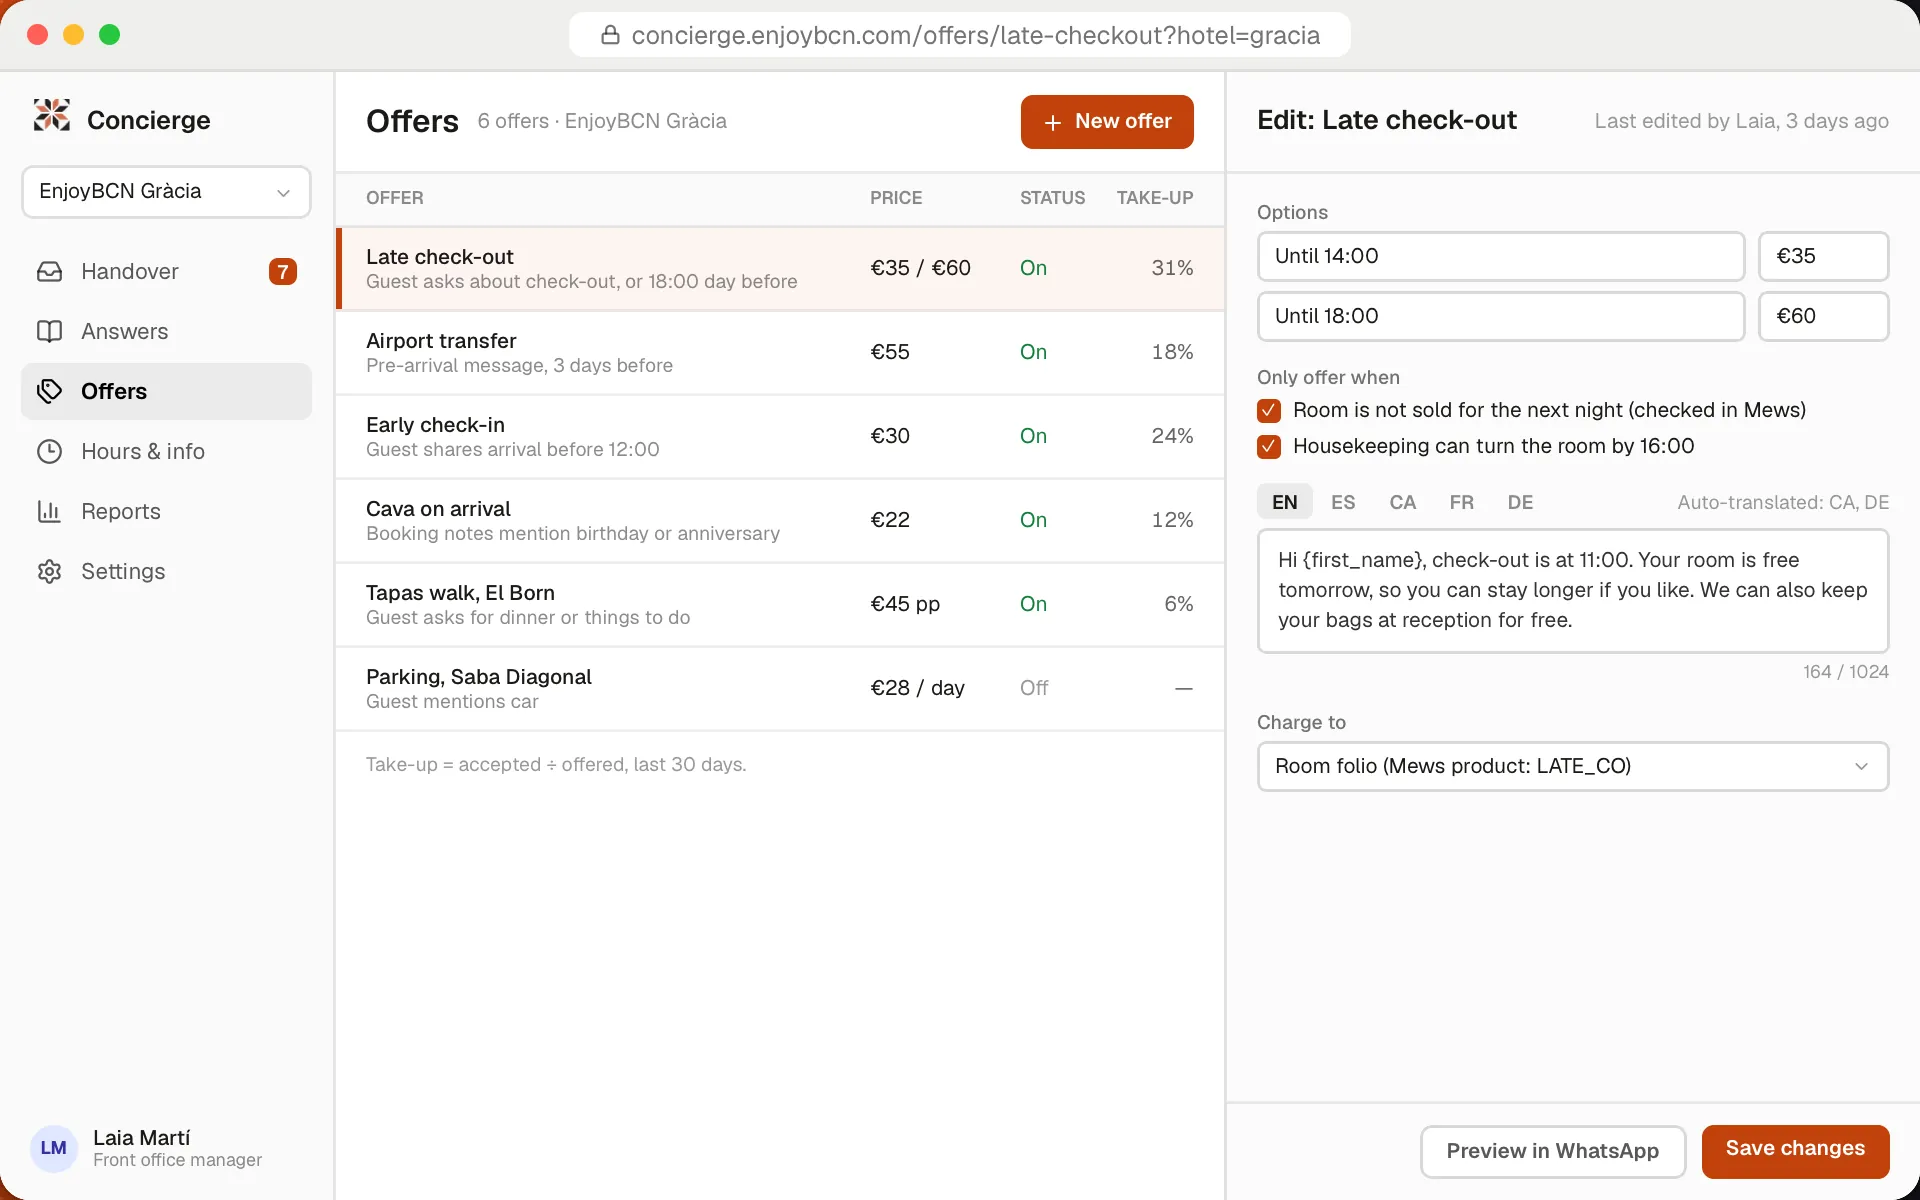 concierge.enjoybcn.com/offers/late-checkout?hotel=gracia
Concierge
EnjoyBCN Gràcia
Handover 7
Answers
Offers
Hours & info
Reports
Settings
LM
Laia Martí
Front office manager
Offers 6 offers · EnjoyBCN Gràcia
+ New offer
OFFER PRICE STATUS TAKE-UP
Late check-out
Guest asks about check-out, or 18:00 day before
€35 / €60 On 31%
Airport transfer
Pre-arrival message, 3 days before
€55 On 18%
Early check-in
Guest shares arrival before 12:00
€30 On 24%
Cava on arrival
Booking notes mention birthday or anniversary
€22 On 12%
Tapas walk, El Born
Guest asks for dinner or things to do
€45 pp On 6%
Parking, Saba Diagonal
Guest mentions car
€28 / day Off —
Take-up = accepted ÷ offered, last 30 days.
Edit: Late check-out Last edited by Laia, 3 days ago
Options
Until 14:00 €35
Until 18:00 €60
Only offer when
Room is not sold for the next night (checked in Mews)
Housekeeping can turn the room by 16:00
EN ES CA FR DE Auto-translated: CA, DE
Hi {first_name}, check-out is at 11:00. Your room is free
tomorrow, so you can stay longer if you like. We can also keep
your bags at reception for free.
164 / 1024
Charge to
Room folio (Mews product: LATE_CO)
Preview in WhatsApp Save changes